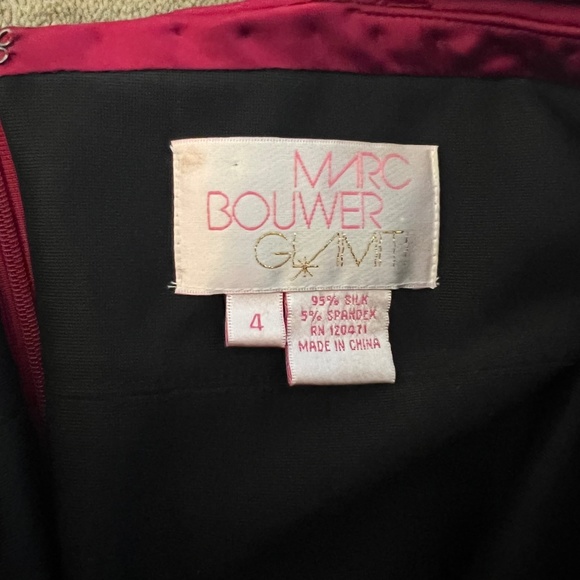 MARC
BOUWER
GLAMIT!
4
95% SILK
5% SPANDEX
RN 120471
MADE IN CHINA